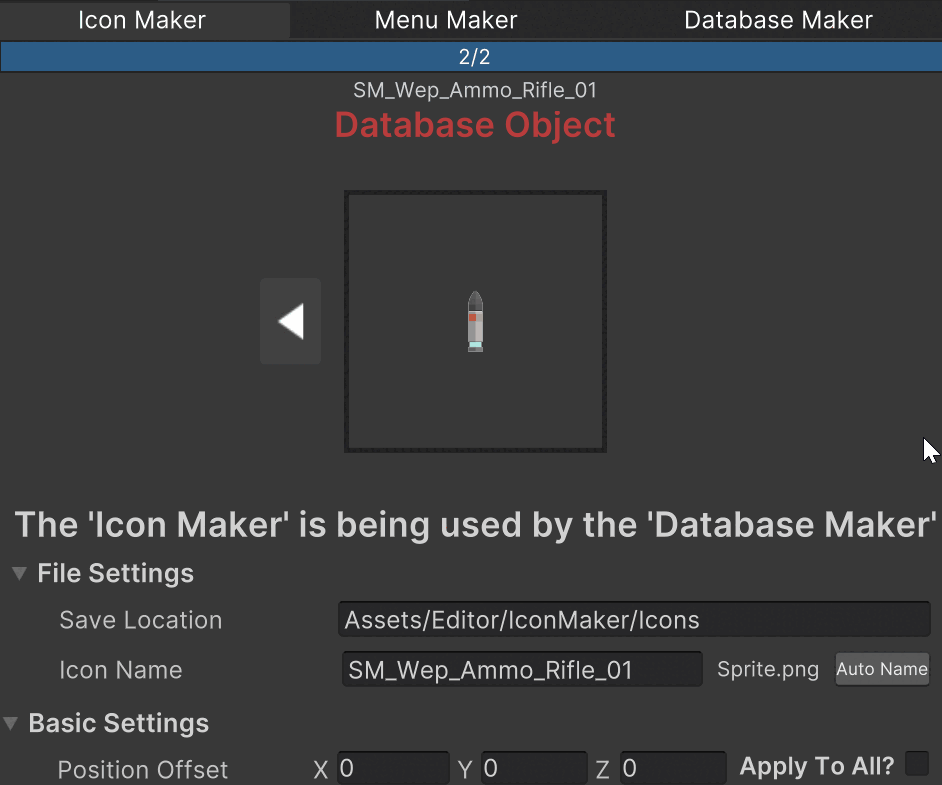 Icon Maker Menu Maker Database Maker
2/2
SM_Wep_Ammo_Rifle_01
Database Object
The 'Icon Maker' is being used by the 'Database Maker'
File Settings
Save Location Assets/Editor/IconMaker/Icons
Icon Name SM_Wep_Ammo_Rifle_01 Sprite.png Auto Name
Basic Settings
Position Offset X 0 Y 0 Z 0 Apply To All?